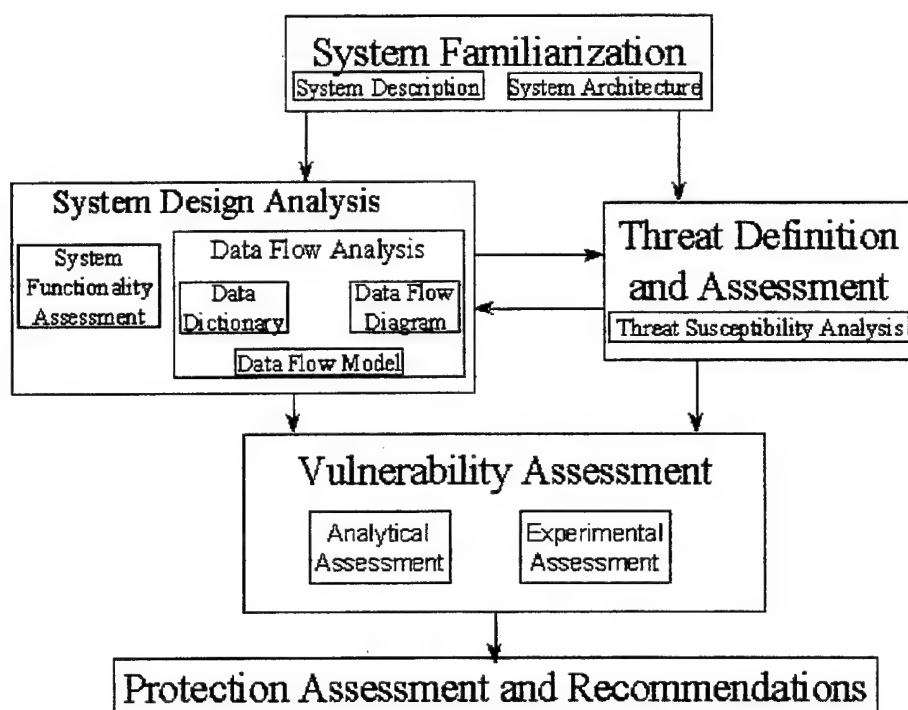 System Familiarization
System Description
System Architecture
System Design Analysis
System
Functionality
Assessment
Data Flow Analysis
Data
Dictionary
Data Flow
Diagram
Data Flow Model
Threat Definition
and Assessment
Threat Susceptibility Analysis
Vulnerability Assessment
Analytical
Assessment
Experimental
Assessment
Protection Assessment and Recommendations